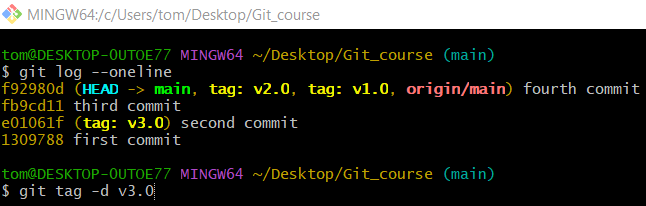 MINGW64:/c/Users/tom/Desktop/Git_course
tom@DESKTOP-OUTOE77 MINGW64 ~/Desktop/Git_course (main)
$ git log --oneline
f92980d (HEAD -> main, tag: v2.0, tag: v1.0, origin/main) fourth commit
fb9cd11 third commit
e01061f (tag: v3.0) second commit
1309788 first commit
tom@DESKTOP-OUTOE77 MINGW64 ~/Desktop/Git_course (main)
$ git tag -d v3.0